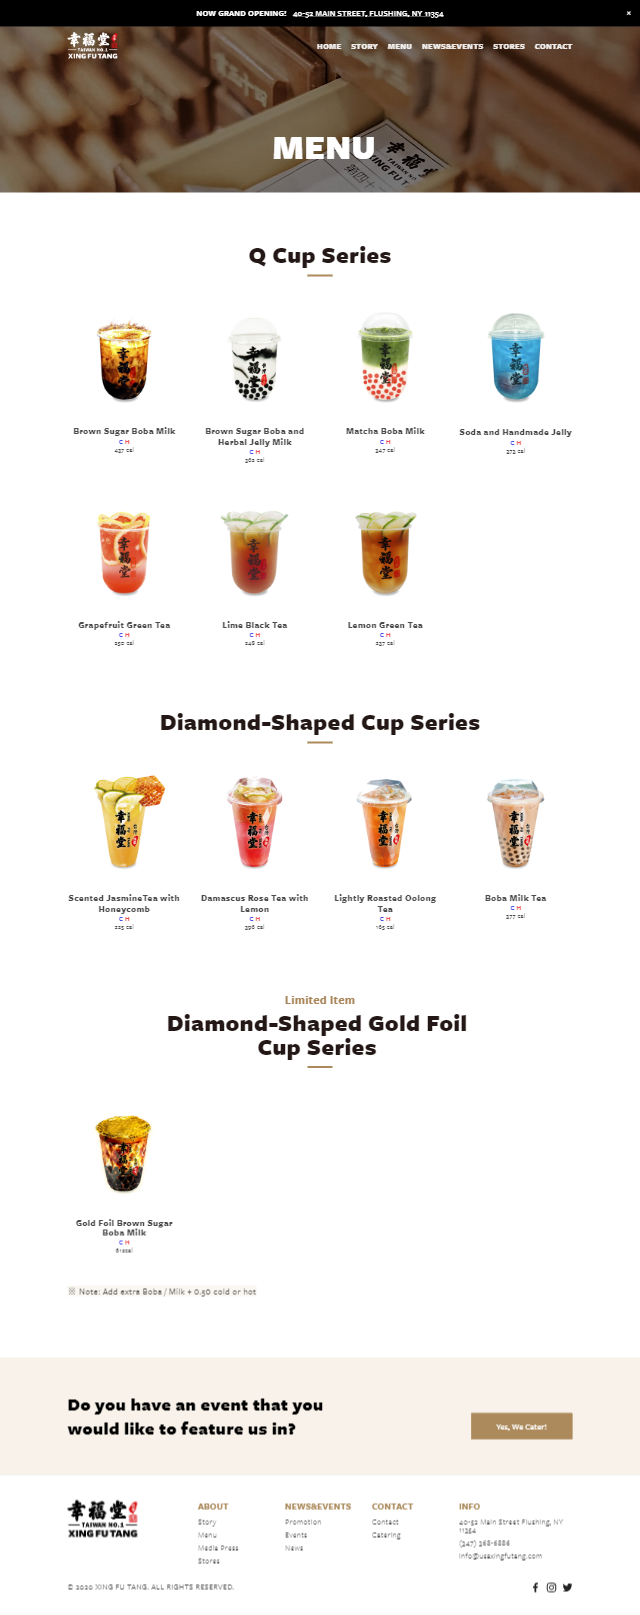 NOW GRAND OPENING! 40-52 MAIN STREET, FLUSHING, NY 11354 ×
幸福堂
TAIWAN NO.1
XING FU TANG
HOME STORY MENU NEWS&EVENTS STORES CONTACT
MENU
Q Cup Series
Brown Sugar Boba Milk
C H
437 cal
Brown Sugar Boba and
Herbal Jelly Milk
C H
362 cal
Matcha Boba Milk
C H
347 cal
Soda and Handmade Jelly
C H
373 cal
Grapefruit Green Tea
C H
250 cal
Lime Black Tea
C H
246 cal
Lemon Green Tea
C H
237 cal
Diamond-Shaped Cup Series
Scented JasmineTea with
Honeycomb
C H
225 cal
Damascus Rose Tea with
Lemon
C H
396 cal
Lightly Roasted Oolong
Tea
C H
165 cal
Boba Milk Tea
C H
277 cal
Limited Item
Diamond-Shaped Gold Foil
Cup Series
Gold Foil Brown Sugar
Boba Milk
C H
※ Note: Add extra Boba / Milk + 0.50 cold or hot
Do you have an event that you
would like to feature us in?
Yes, We Cater!
幸福堂
TAIWAN NO.1
XING FU TANG
ABOUT
Story
Menu
Media Press
Stores
NEWS&EVENTS
Promotion
Events
News
CONTACT
Contact
Catering
INFO
40-52 Main Street Flushing, NY
11354
(347) 368-6886
info@usaxingfutang.com
© 2020 XING FU TANG. ALL RIGHTS RESERVED.